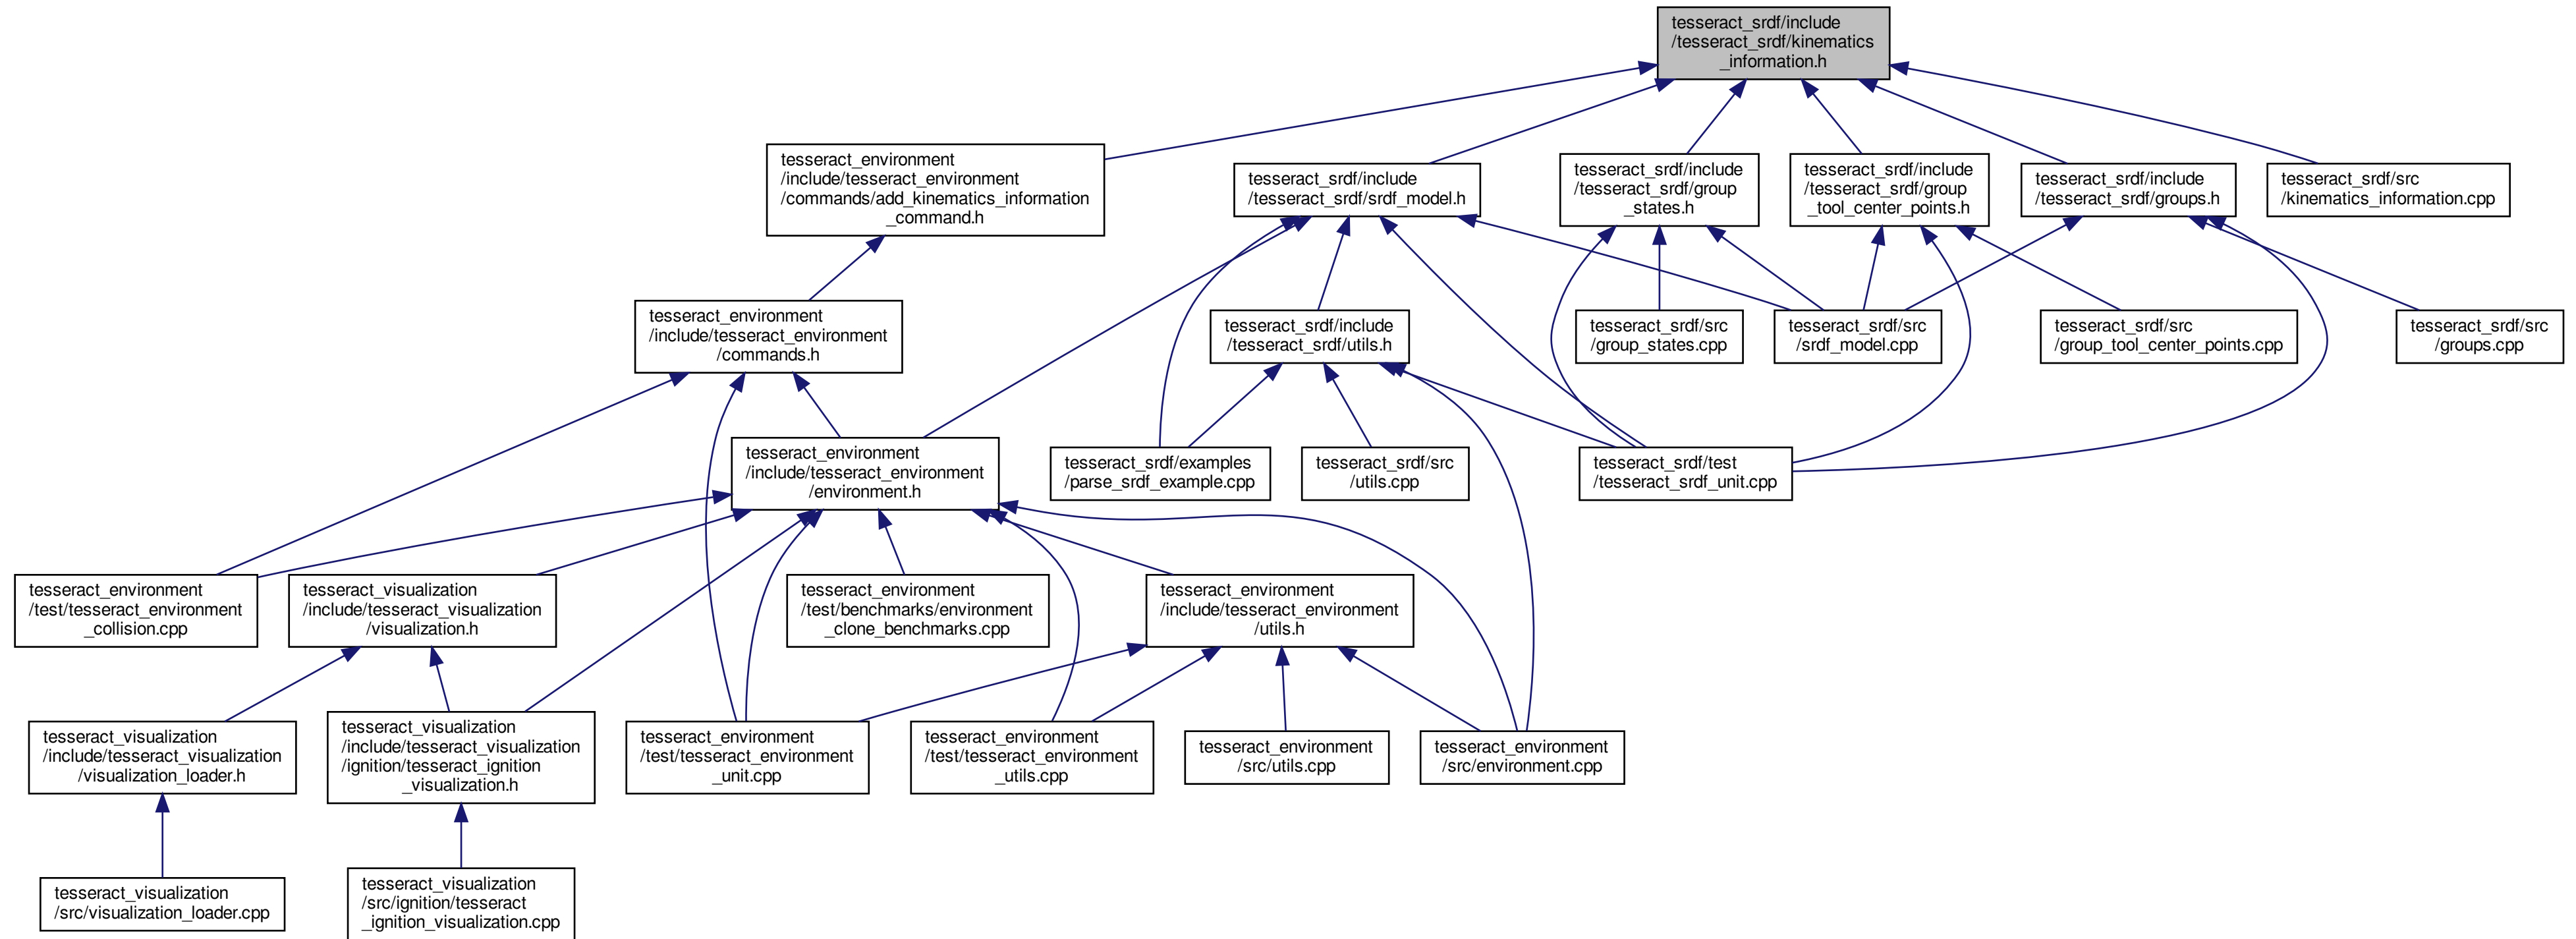 tesseract_srdf/include
/tesseract_srdf/kinematics
_information.h
tesseract_environment
/include/tesseract_environment
/commands/add_kinematics_information
_command.h
tesseract_srdf/include
/tesseract_srdf/srdf_model.h
tesseract_srdf/include
/tesseract_srdf/group
_states.h
tesseract_srdf/include
/tesseract_srdf/group
_tool_center_points.h
tesseract_srdf/include
/tesseract_srdf/groups.h
tesseract_srdf/src
/kinematics_information.cpp
tesseract_environment
/include/tesseract_environment
/commands.h
tesseract_srdf/include
/tesseract_srdf/utils.h
tesseract_srdf/src
/group_states.cpp
tesseract_srdf/src
/srdf_model.cpp
tesseract_srdf/src
/group_tool_center_points.cpp
tesseract_srdf/src
/groups.cpp
tesseract_environment
/include/tesseract_environment
/environment.h
tesseract_srdf/examples
/parse_srdf_example.cpp
tesseract_srdf/src
/utils.cpp
tesseract_srdf/test
/tesseract_srdf_unit.cpp
tesseract_environment
/test/tesseract_environment
_collision.cpp
tesseract_visualization
/include/tesseract_visualization
/visualization.h
tesseract_environment
/test/benchmarks/environment
_clone_benchmarks.cpp
tesseract_environment
/include/tesseract_environment
/utils.h
tesseract_visualization
/include/tesseract_visualization
/visualization_loader.h
tesseract_visualization
/include/tesseract_visualization
/ignition/tesseract_ignition
_visualization.h
tesseract_environment
/test/tesseract_environment
_unit.cpp
tesseract_environment
/test/tesseract_environment
_utils.cpp
tesseract_environment
/src/utils.cpp
tesseract_environment
/src/environment.cpp
tesseract_visualization
/src/visualization_loader.cpp
tesseract_visualization
/src/ignition/tesseract
_ignition_visualization.cpp